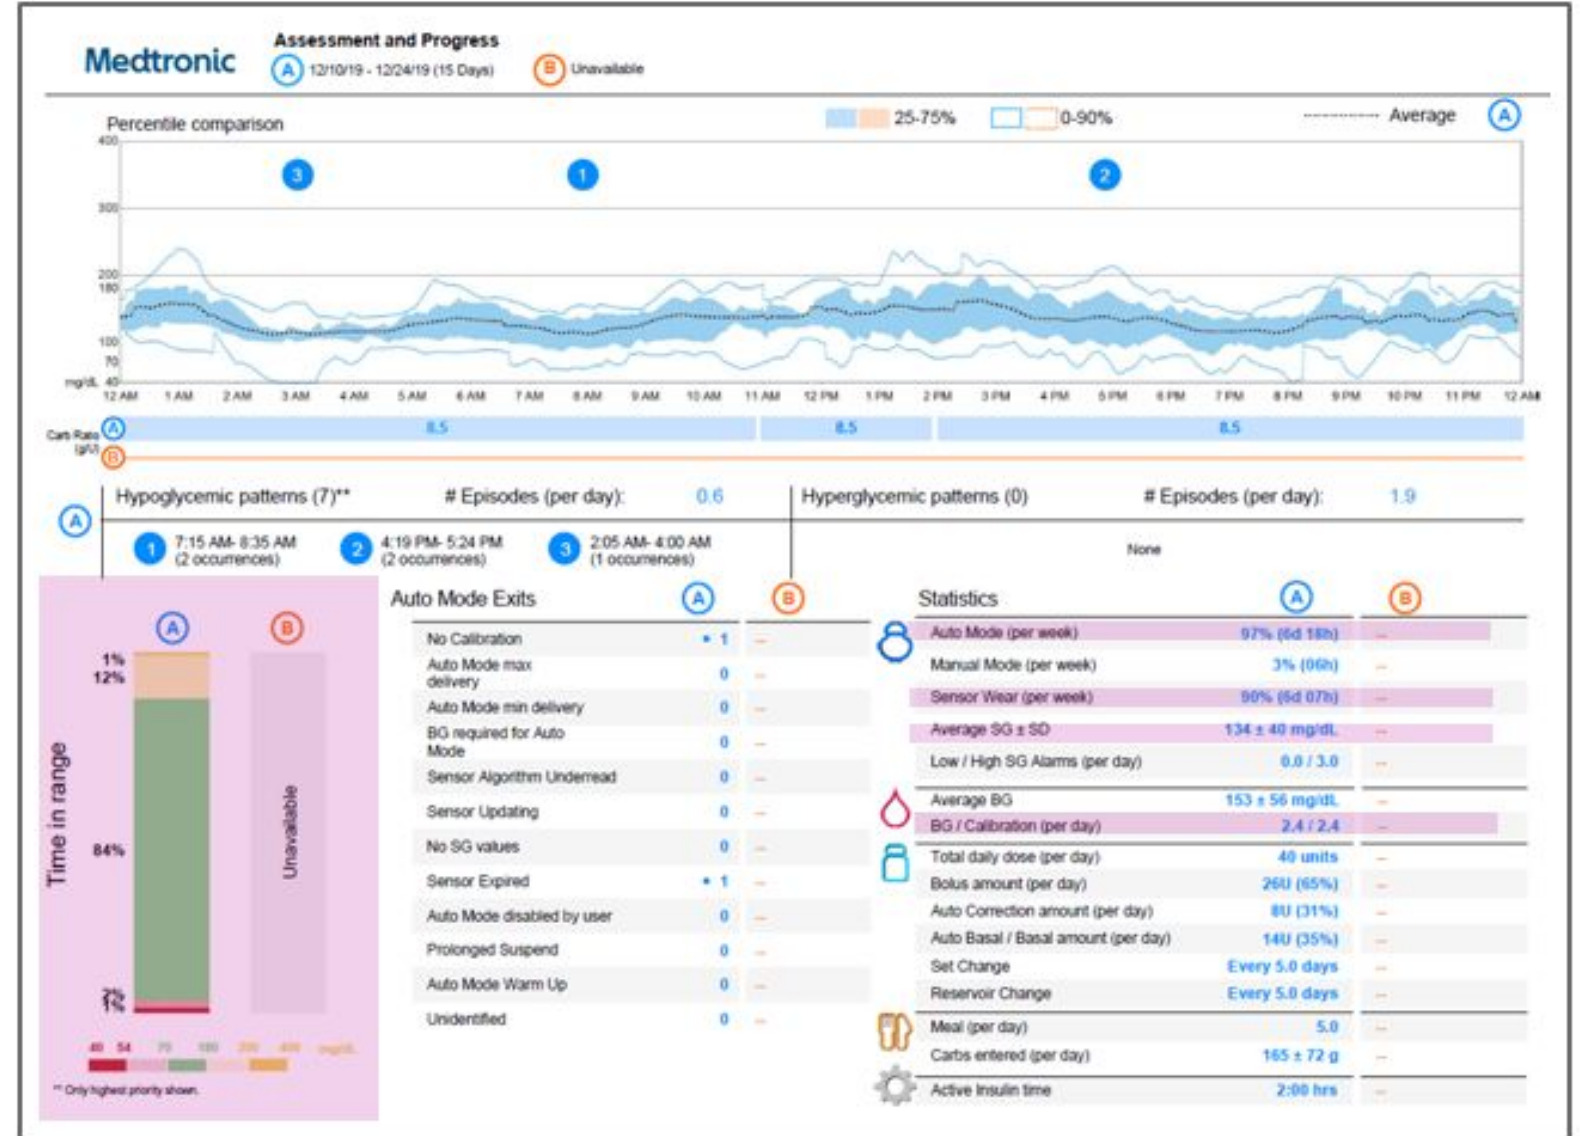 Medtronic
Assessment and Progress
A 12/10/19 - 12/24/19 (15 Days) B Unavailable
Percentile comparison 25-75% 0-90% Average A
400
3 1 2
300
200
180
100
70
mg/dL 40
12 AM 1 AM 2 AM 3 AM 4 AM 5 AM 6 AM 7 AM 8 AM 9 AM 10 AM 11 AM 12 PM 1 PM 2 PM 3 PM 4 PM 5 PM 6 PM 7 PM 8 PM 9 PM 10 PM 11 PM 12 AM
Carb Ratio (g/U) A 8.5 8.5 8.5
B
A
Hypoglycemic patterns (7)** # Episodes (per day): 0.6
1 7:15 AM- 8:35 AM (2 occurrences)
2 4:19 PM- 5:24 PM (2 occurrences)
3 2:05 AM- 4:00 AM (1 occurrences)
Hyperglycemic patterns (0) # Episodes (per day): 1.9
None
A B
Time in range
1%
12%
84%
2%
1%
Unavailable
40 54 70 180 250 400 mg/dL
** Only highest priority shown.
Auto Mode Exits A B
No Calibration • 1 --
Auto Mode max delivery 0 --
Auto Mode min delivery 0 --
BG required for Auto Mode 0 --
Sensor Algorithm Underread 0 --
Sensor Updating 0 --
No SG values 0 --
Sensor Expired • 1 --
Auto Mode disabled by user 0 --
Prolonged Suspend 0 --
Auto Mode Warm Up 0 --
Unidentified 0 --
Statistics A B
Auto Mode (per week) 97% (6d 18h) --
Manual Mode (per week) 3% (06h) --
Sensor Wear (per week) 90% (6d 07h) --
Average SG ± SD 134 ± 40 mg/dL --
Low / High SG Alarms (per day) 0.0 / 3.0 --
Average BG 153 ± 56 mg/dL --
BG / Calibration (per day) 2.4 / 2.4 --
Total daily dose (per day) 40 units --
Bolus amount (per day) 26U (65%) --
Auto Correction amount (per day) 8U (31%) --
Auto Basal / Basal amount (per day) 14U (35%) --
Set Change Every 5.0 days --
Reservoir Change Every 5.0 days --
Meal (per day) 5.0 --
Carbs entered (per day) 165 ± 72 g --
Active Insulin time 2:00 hrs --